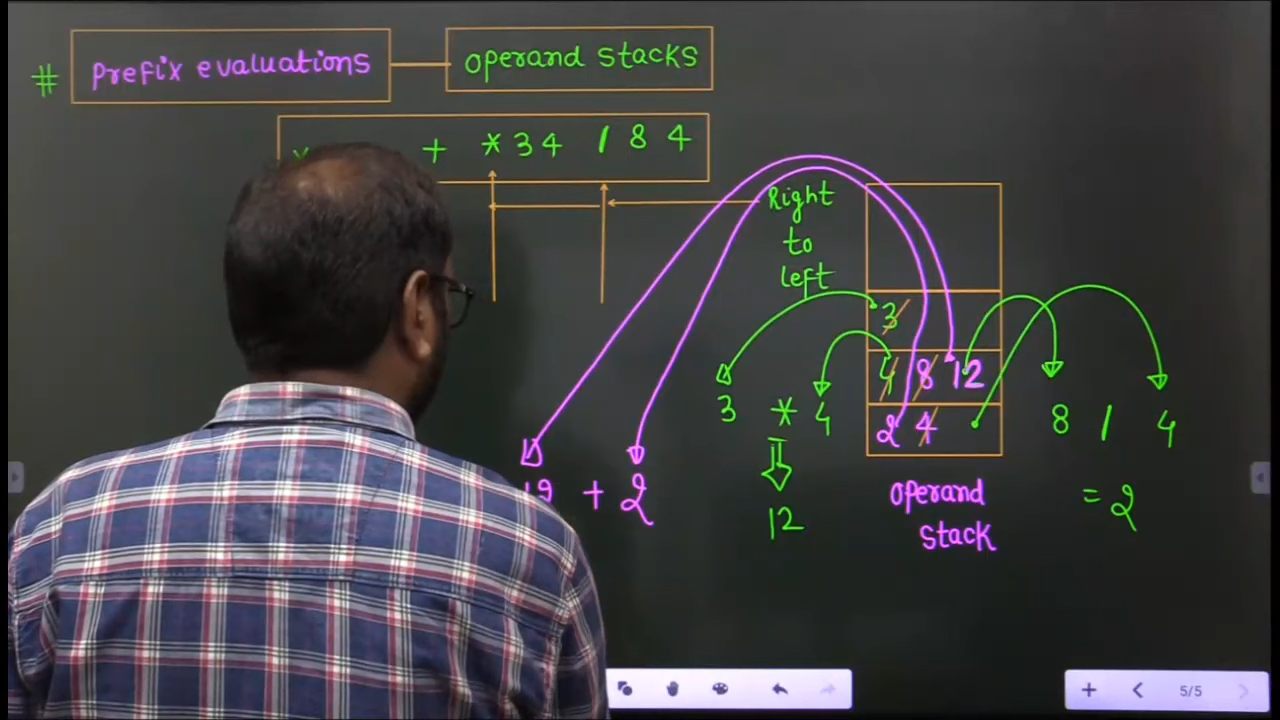 # Prefix evaluations operand stacks
+ * 3 4 / 8 4
Right
to
left
3
4 8 12
2 4
3 * 4
8 / 4
+ 2
12
operand
stack
= 2
5/5